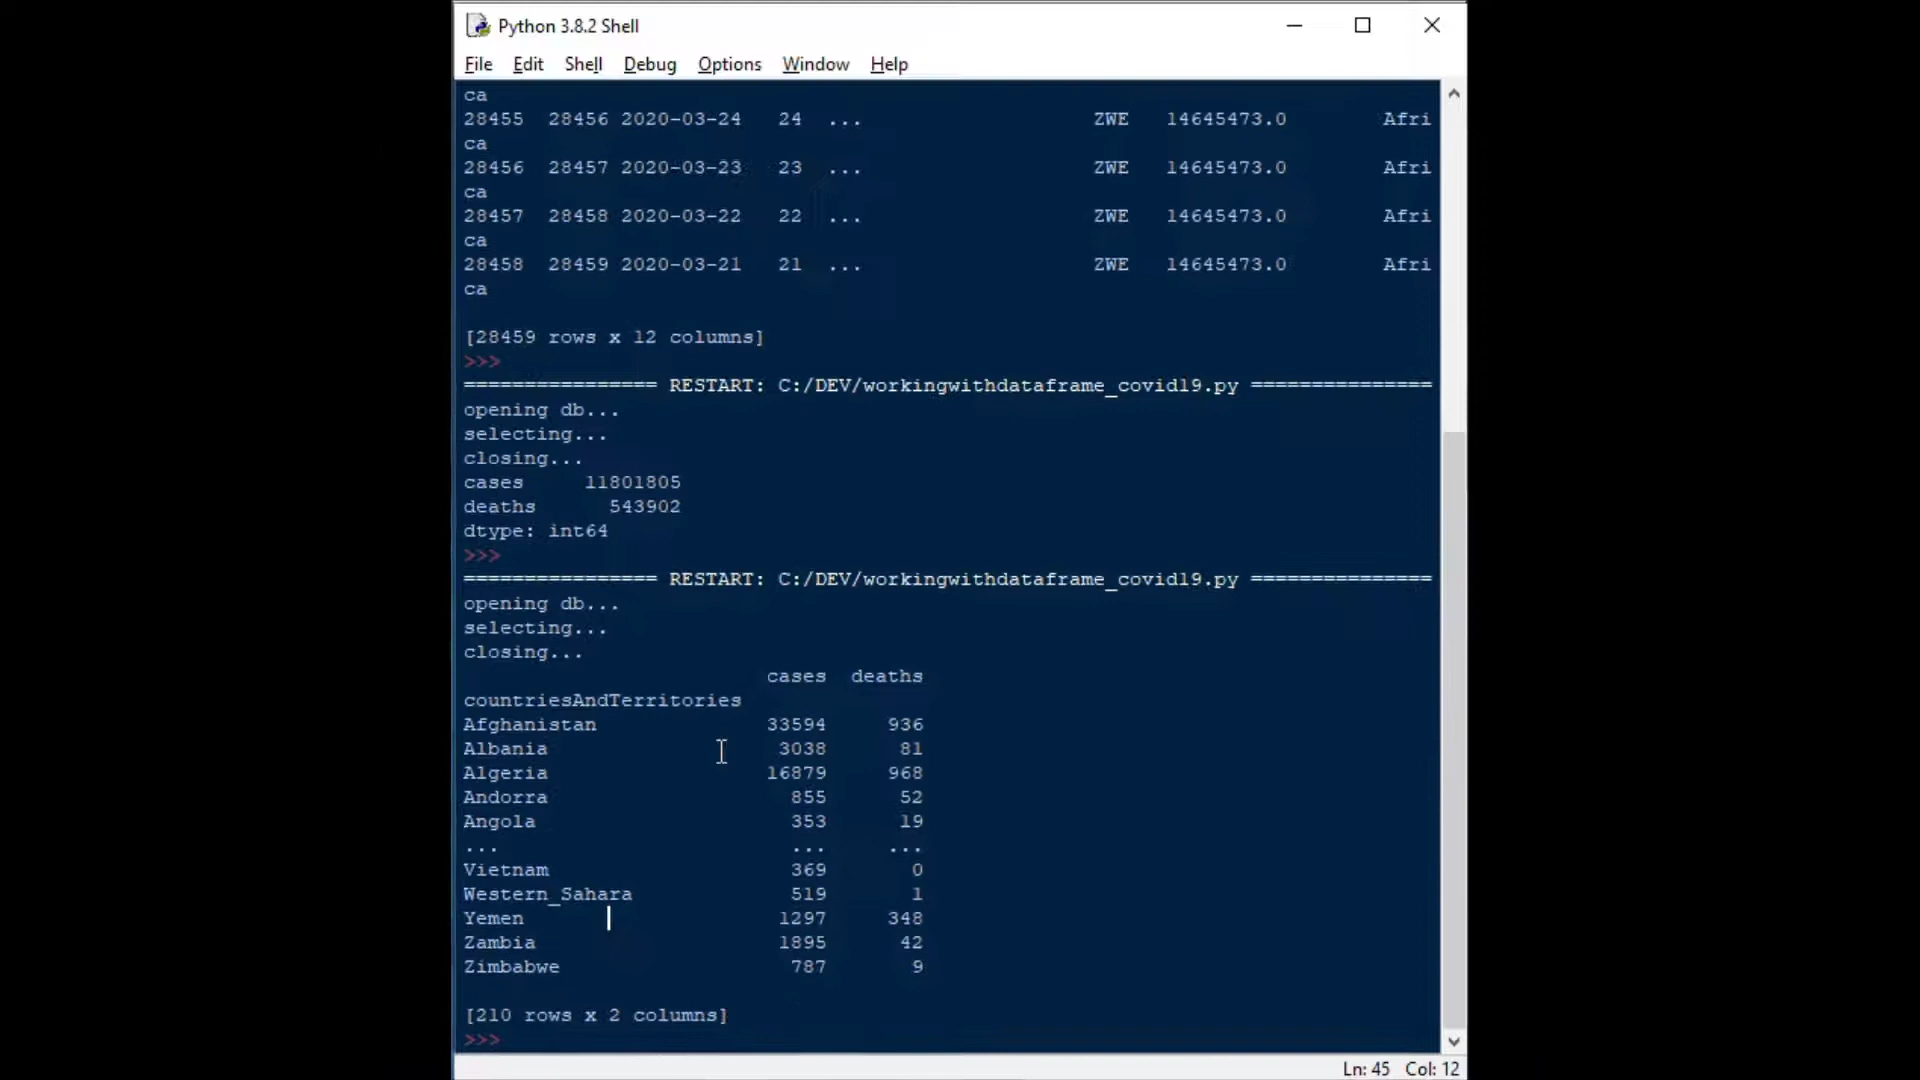 Python 3.8.2 Shell
File Edit Shell Debug Options Window Help
ca
28455 28456 2020-03-24 24 ... ZWE 14645473.0 Afri
ca
28456 28457 2020-03-23 23 ... ZWE 14645473.0 Afri
ca
28457 28458 2020-03-22 22 ... ZWE 14645473.0 Afri
ca
28458 28459 2020-03-21 21 ... ZWE 14645473.0 Afri
ca
[28459 rows x 12 columns]
>>>
================ RESTART: C:/DEV/workingwithdataframe_covid19.py ===============
opening db...
selecting...
closing...
cases 11801805
deaths 543902
dtype: int64
>>>
================ RESTART: C:/DEV/workingwithdataframe_covid19.py ===============
opening db...
selecting...
closing...
cases deaths
countriesAndTerritories
Afghanistan 33594 936
Albania 3038 81
Algeria 16879 968
Andorra 855 52
Angola 353 19
... ... ...
Vietnam 369 0
Western_Sahara 519 1
Yemen 1297 348
Zambia 1895 42
Zimbabwe 787 9
[210 rows x 2 columns]
>>>
Ln: 45 Col: 12